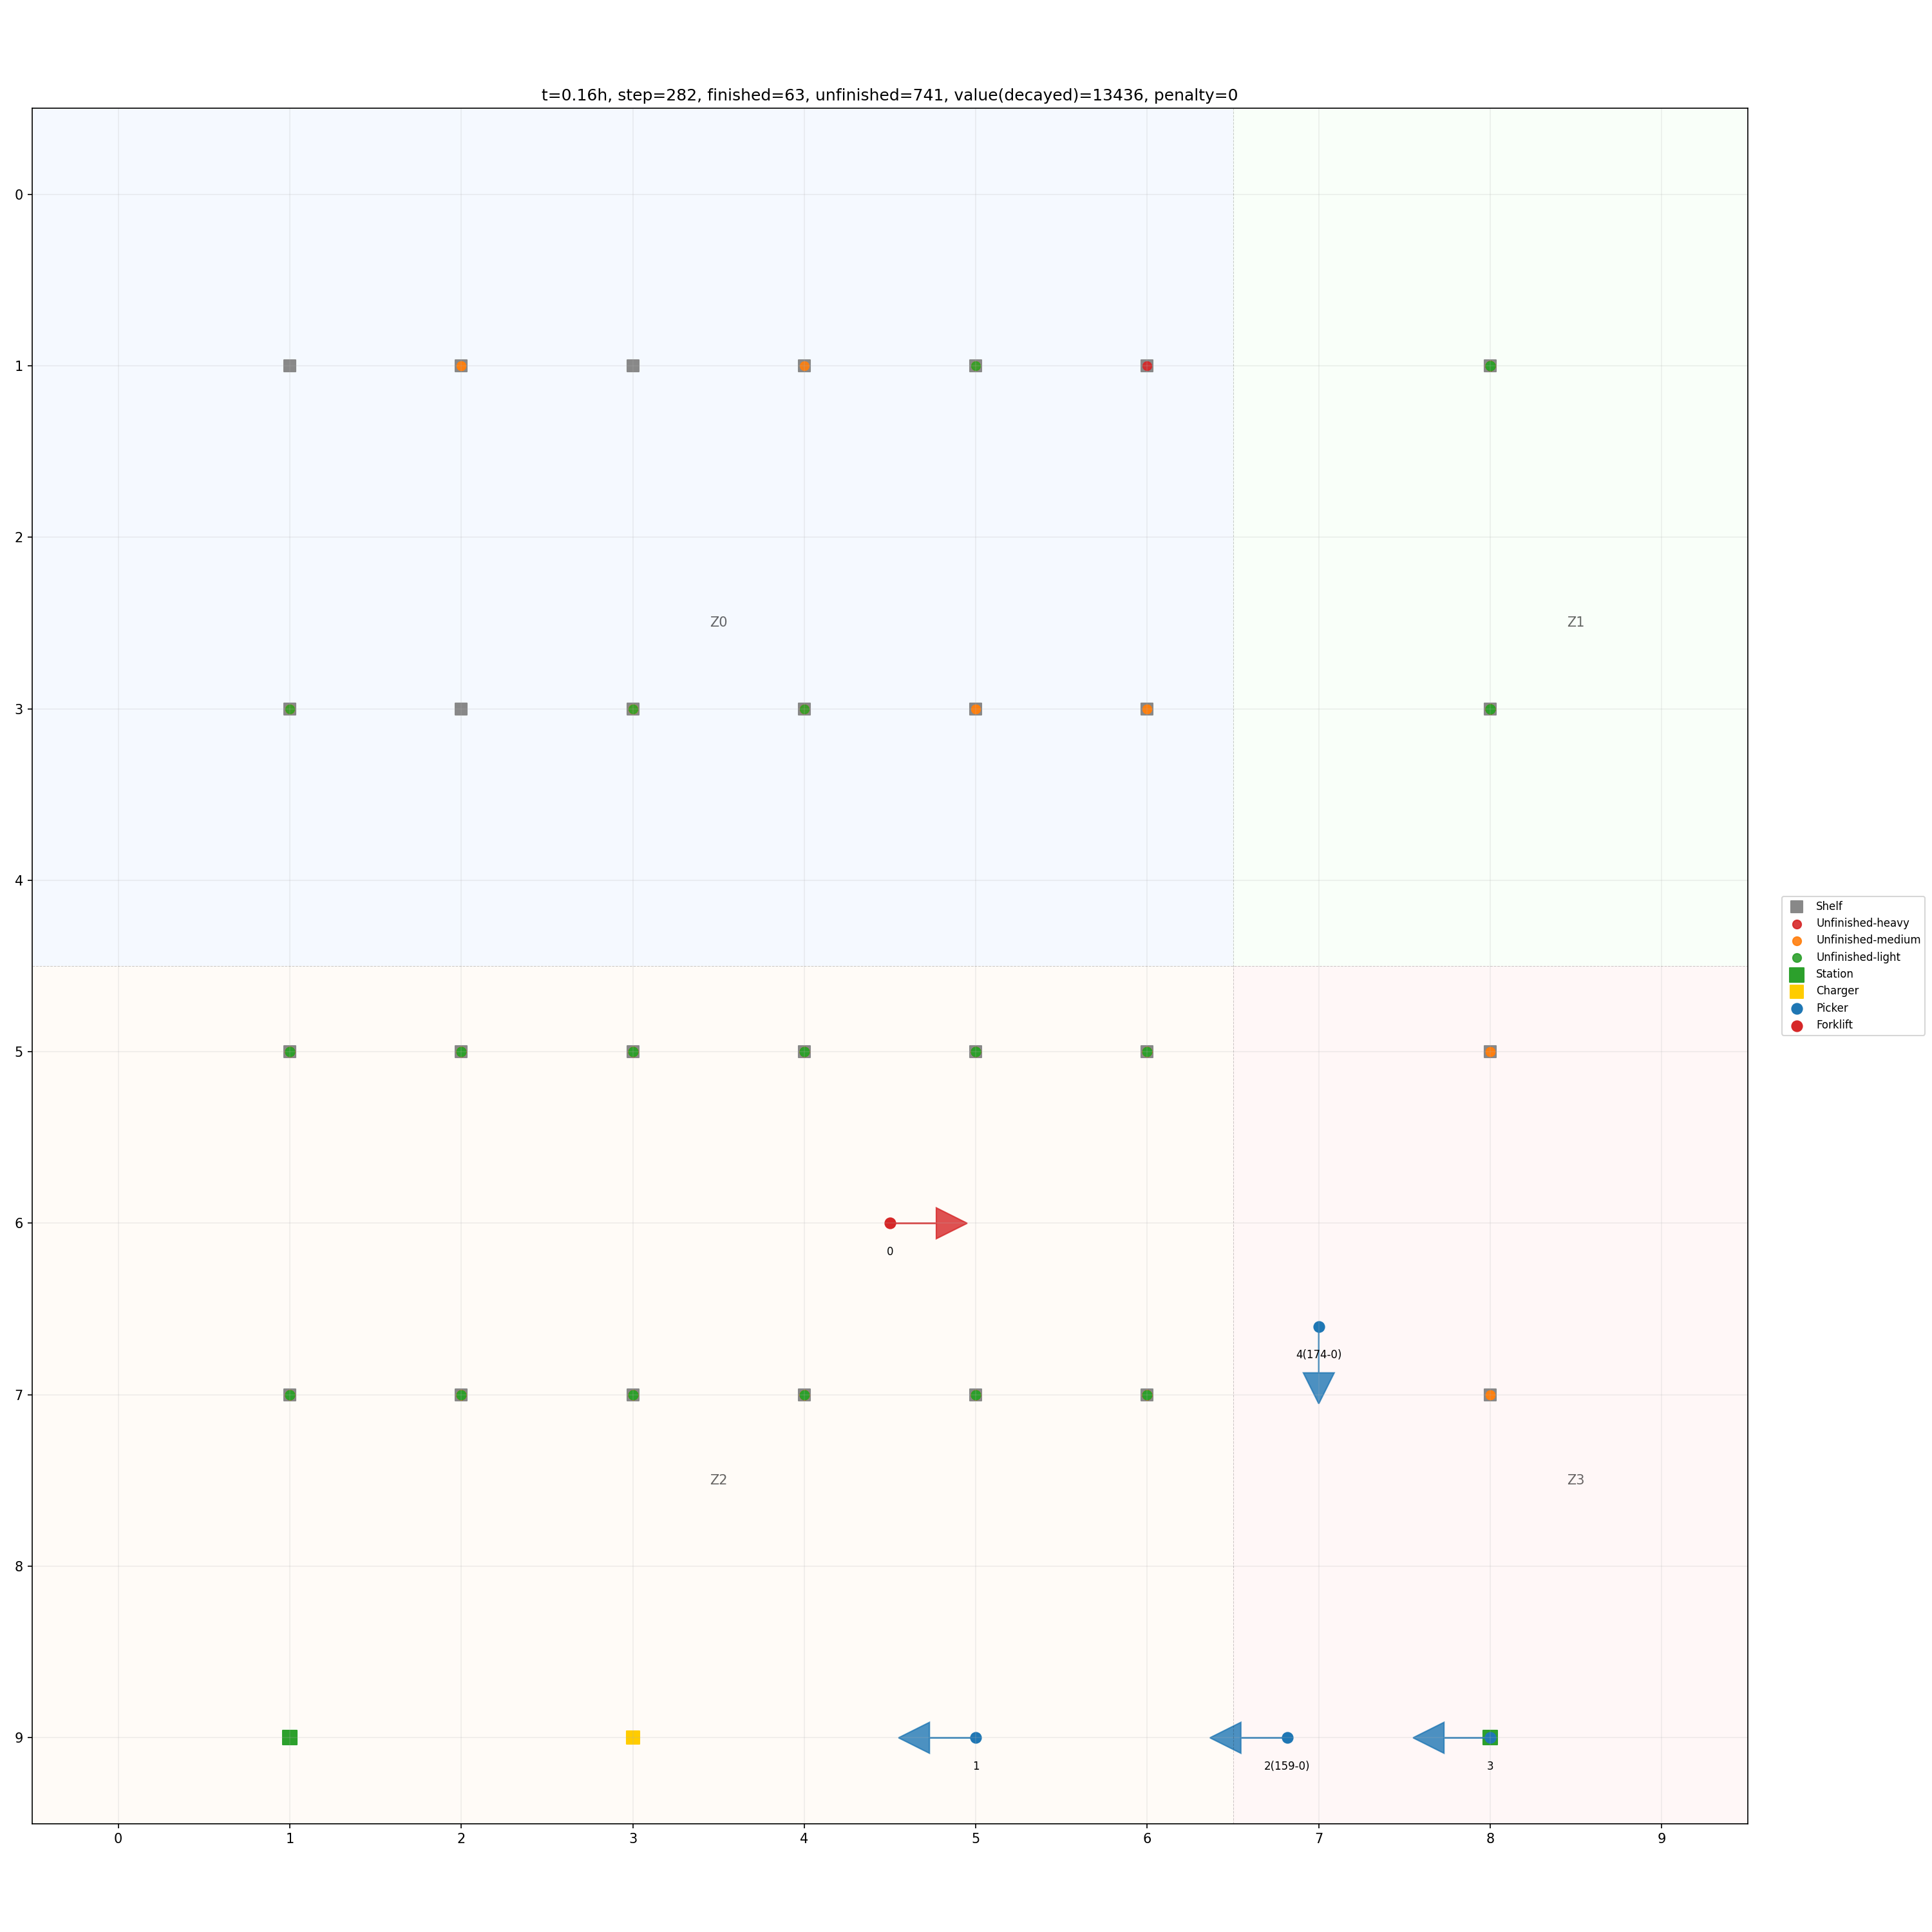 t=0.16h, step=282, finished=63, unfinished=741, value(decayed)=13436, penalty=0
0
1
2
Z0
Z1
3
4
Shelf
Unfinished-heavy
Unfinished-medium
Unfinished-light
Station
Charger
Picker
Forklift
5
6
0
4(174-0)
7
Z2
Z3
8
9
1
2(159-0)
3
0 1 2 3 4 5 6 7 8 9